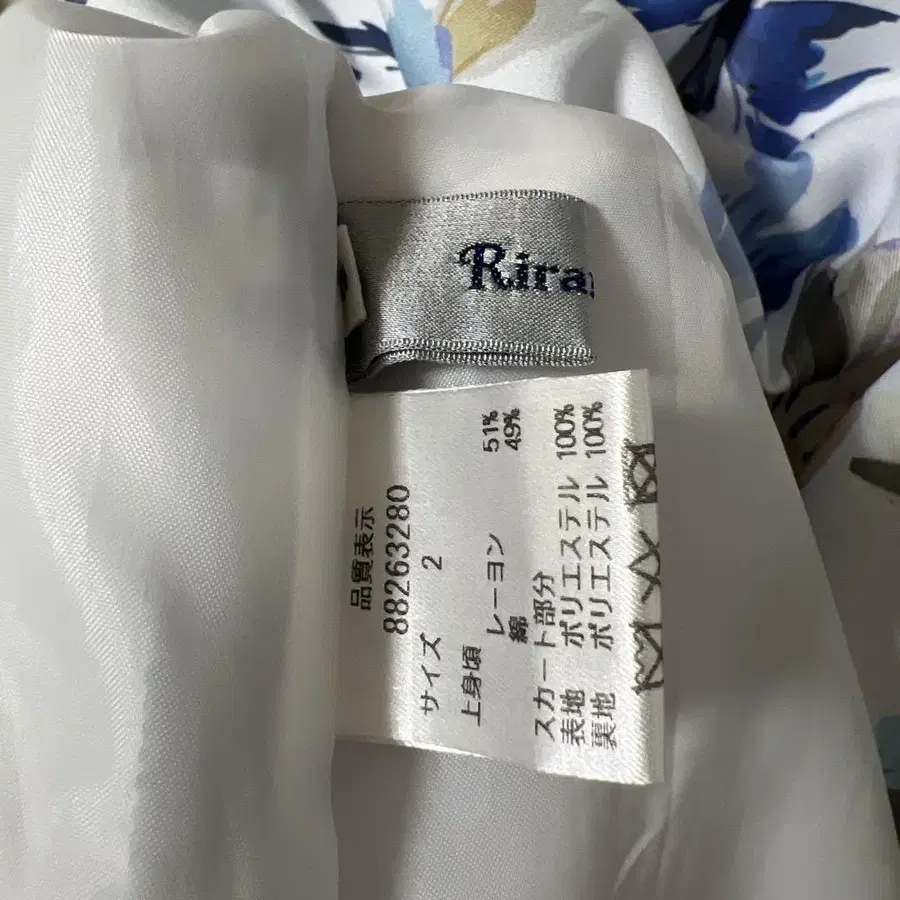 Rira
品質表示
88263280
サイズ 2
上身頃
レーヨン 51%
綿 49%
スカート部分
表地 ポリエステル 100%
裏地 ポリエステル 100%